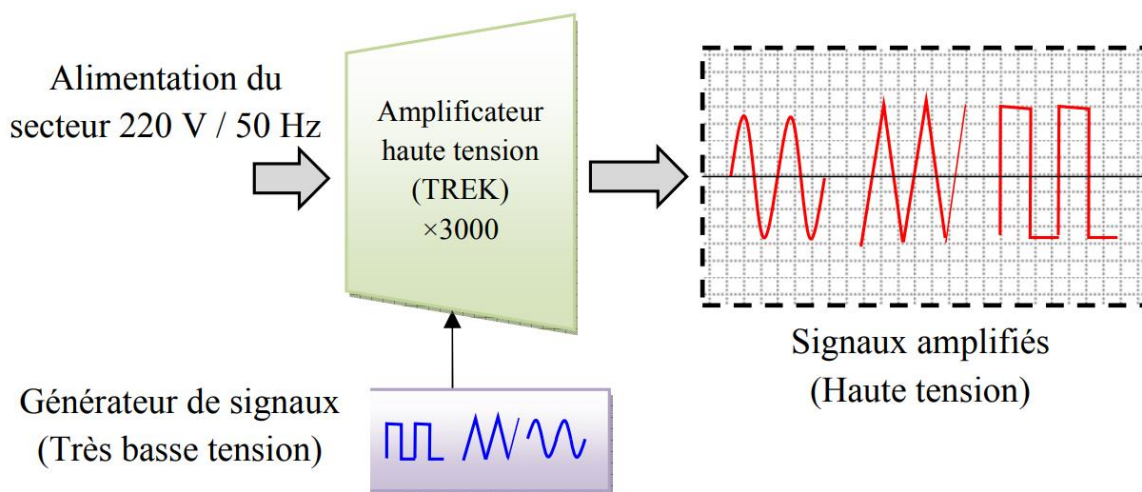 Alimentation du
secteur 220 V / 50 Hz
Amplificateur
haute tension
(TREK)
×3000
Signaux amplifiés
(Haute tension)
Générateur de signaux
(Très basse tension)